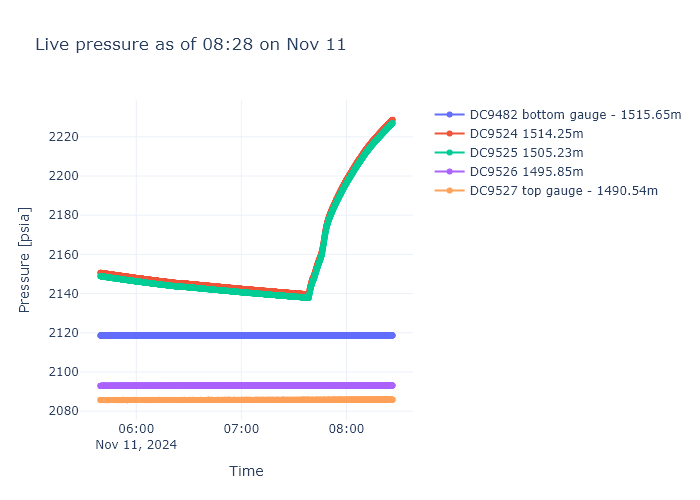 Live pressure as of 08:28 on Nov 11
DC9482 bottom gauge - 1515.65m
DC9524 1514.25m
DC9525 1505.23m
DC9526 1495.85m
DC9527 top gauge - 1490.54m
Pressure [psia]
2220
2200
2180
2160
2140
2120
2100
2080
06:00 07:00 08:00
Nov 11, 2024
Time